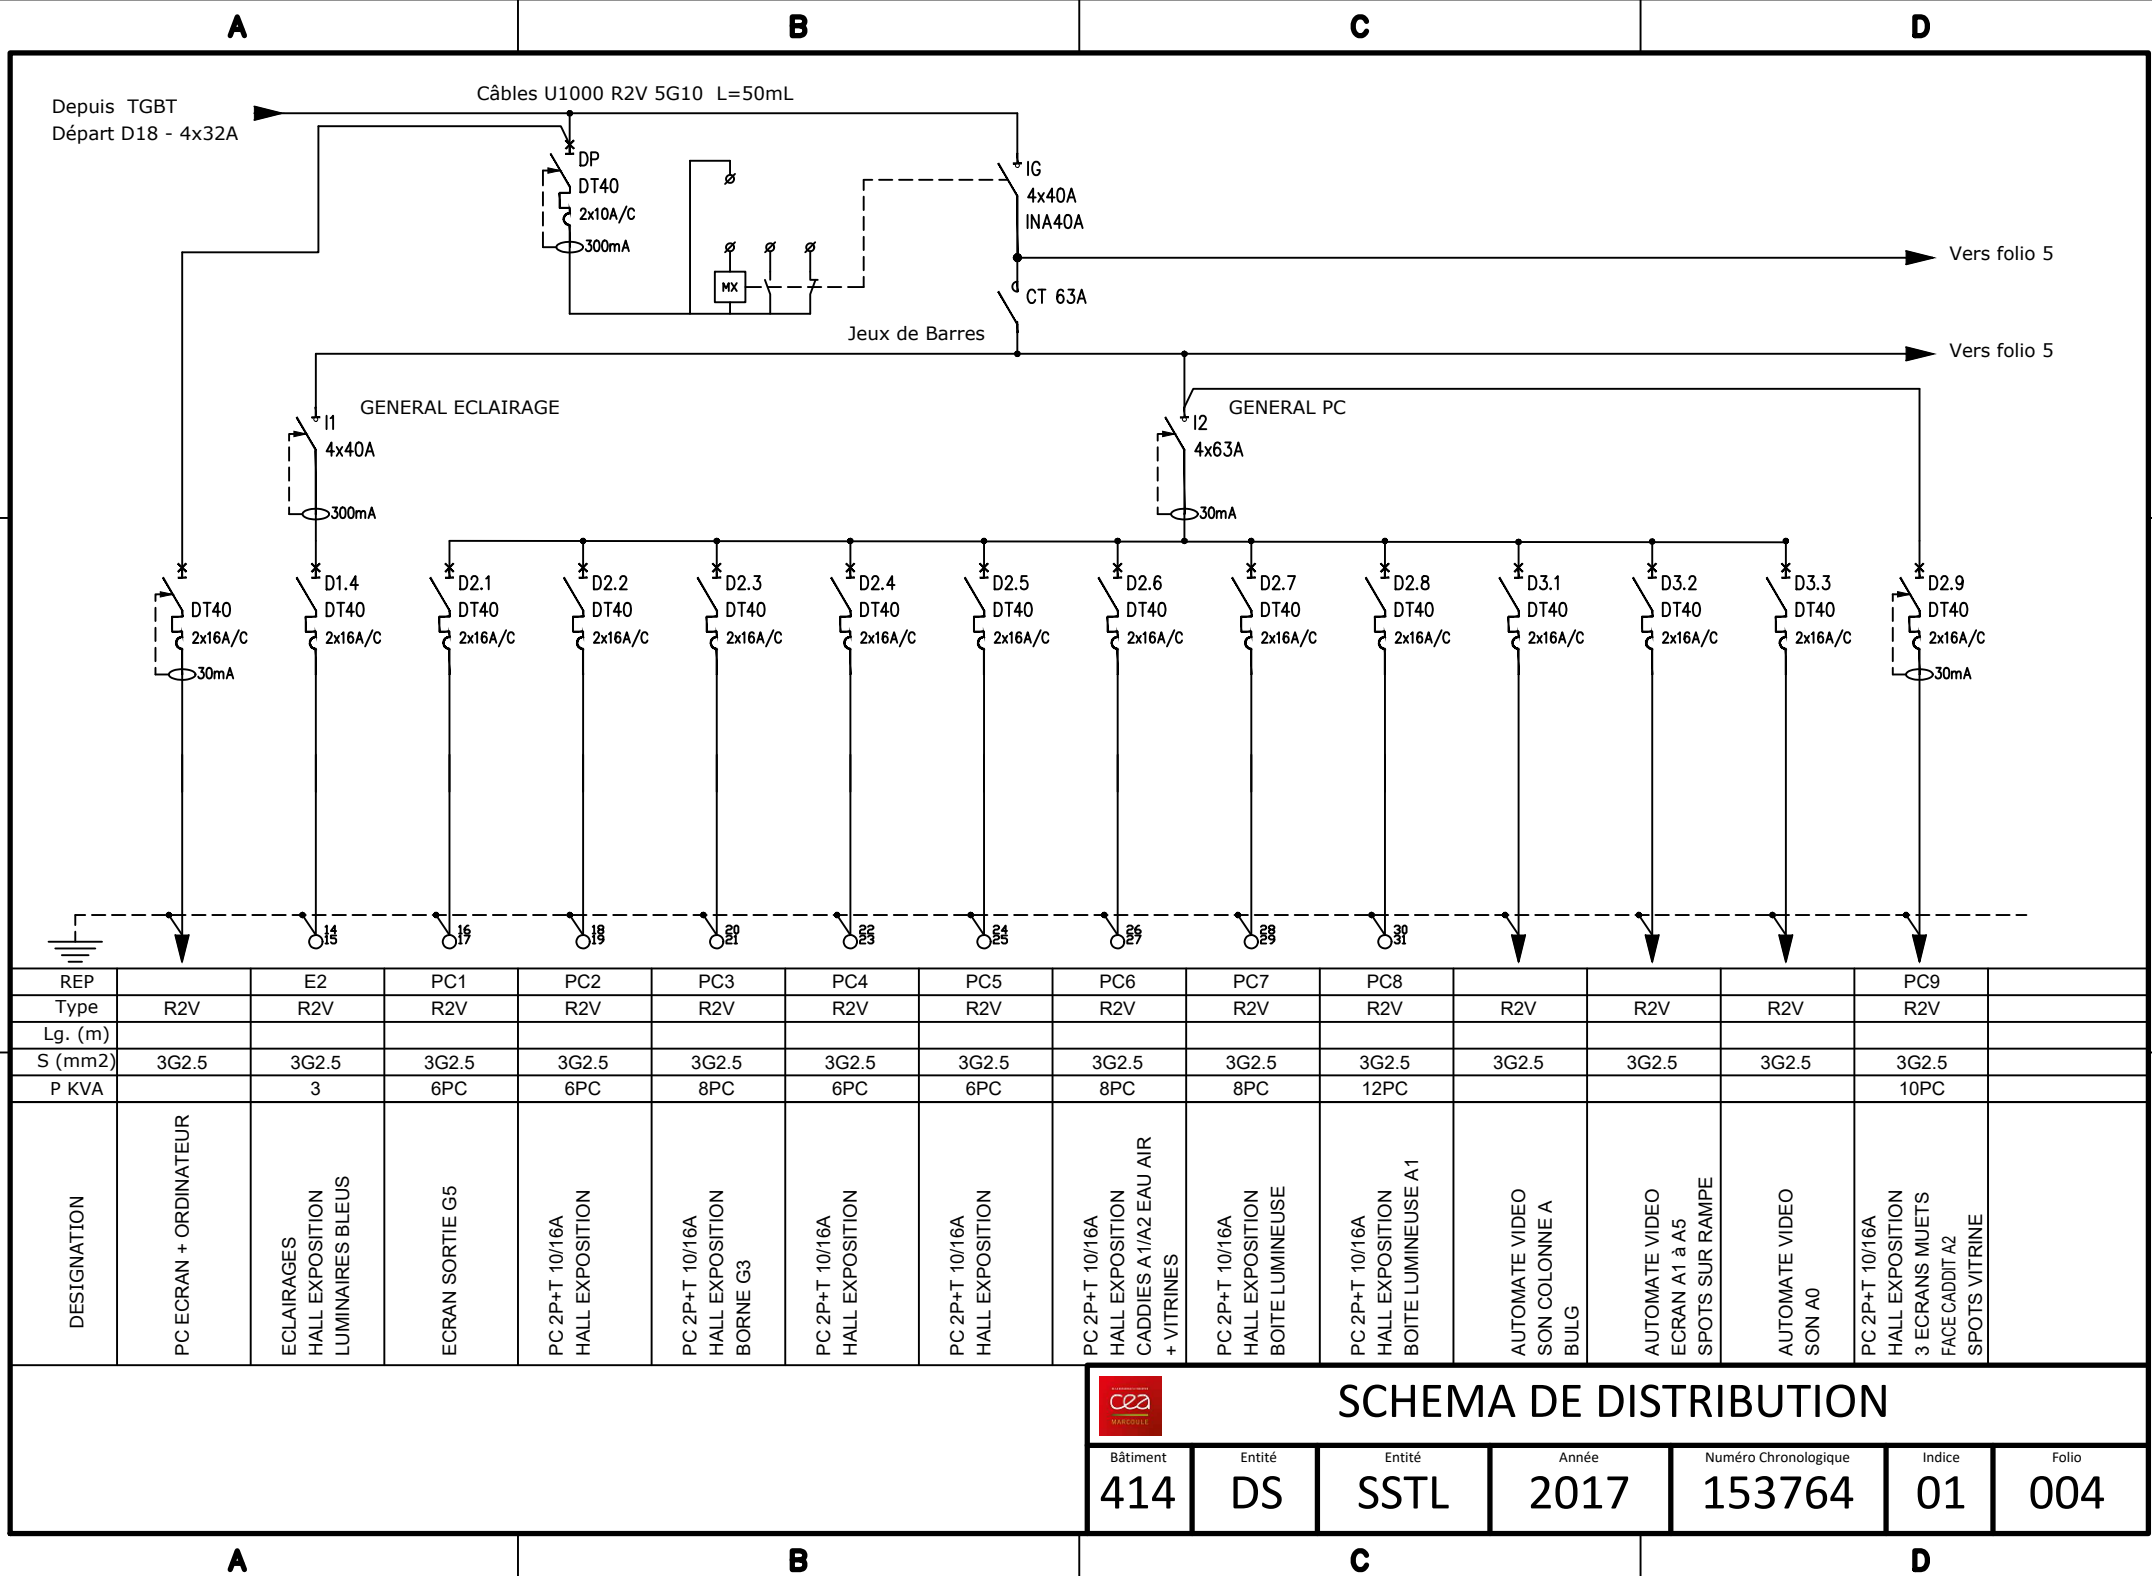 A B C D
Depuis TGBT
Départ D18 - 4x32A
Câbles U1000 R2V 5G10 L=50mL
DP
DT40
2x10A/C
300mA
MX
IG
4x40A
INA40A
Vers folio 5
CT 63A
Jeux de Barres
Vers folio 5
GENERAL ECLAIRAGE
I1
4x40A
300mA
GENERAL PC
I2
4x63A
30mA
DT40
2x16A/C
30mA
D1.4
DT40
2x16A/C
D2.1
DT40
2x16A/C
D2.2
DT40
2x16A/C
D2.3
DT40
2x16A/C
D2.4
DT40
2x16A/C
D2.5
DT40
2x16A/C
D2.6
DT40
2x16A/C
D2.7
DT40
2x16A/C
D2.8
DT40
2x16A/C
D3.1
DT40
2x16A/C
D3.2
DT40
2x16A/C
D3.3
DT40
2x16A/C
D2.9
DT40
2x16A/C
30mA
14 16 18 20 22 24 26 28 30
15 17 19 21 23 25 27 29 31
REP E2 PC1 PC2 PC3 PC4 PC5 PC6 PC7 PC8 PC9
Type R2V R2V R2V R2V R2V R2V R2V R2V R2V R2V R2V R2V R2V R2V
Lg. (m)
S (mm2) 3G2.5 3G2.5 3G2.5 3G2.5 3G2.5 3G2.5 3G2.5 3G2.5 3G2.5 3G2.5 3G2.5 3G2.5 3G2.5 3G2.5
P KVA 3 6PC 6PC 8PC 6PC 6PC 8PC 8PC 12PC 10PC
DESIGNATION
PC ECRAN + ORDINATEUR
ECLAIRAGES
HALL EXPOSITION
LUMINAIRES BLEUS
ECRAN SORTIE G5
PC 2P+T 10/16A
HALL EXPOSITION
PC 2P+T 10/16A
HALL EXPOSITION
BORNE G3
PC 2P+T 10/16A
HALL EXPOSITION
PC 2P+T 10/16A
HALL EXPOSITION
PC 2P+T 10/16A
HALL EXPOSITION
CADDIES A1/A2 EAU AIR
+ VITRINES
PC 2P+T 10/16A
HALL EXPOSITION
BOITE LUMINEUSE
PC 2P+T 10/16A
HALL EXPOSITION
BOITE LUMINEUSE A1
AUTOMATE VIDEO
SON COLONNE A
BULG
AUTOMATE VIDEO
ECRAN A1 à A5
SPOTS SUR RAMPE
AUTOMATE VIDEO
SON A0
PC 2P+T 10/16A
HALL EXPOSITION
3 ECRANS MUETS
FACE CADDIT A2
SPOTS VITRINE
cea
MARCOULE
SCHEMA DE DISTRIBUTION
Bâtiment Entité Entité Année Numéro Chronologique Indice Folio
414 DS SSTL 2017 153764 01 004
A B C D